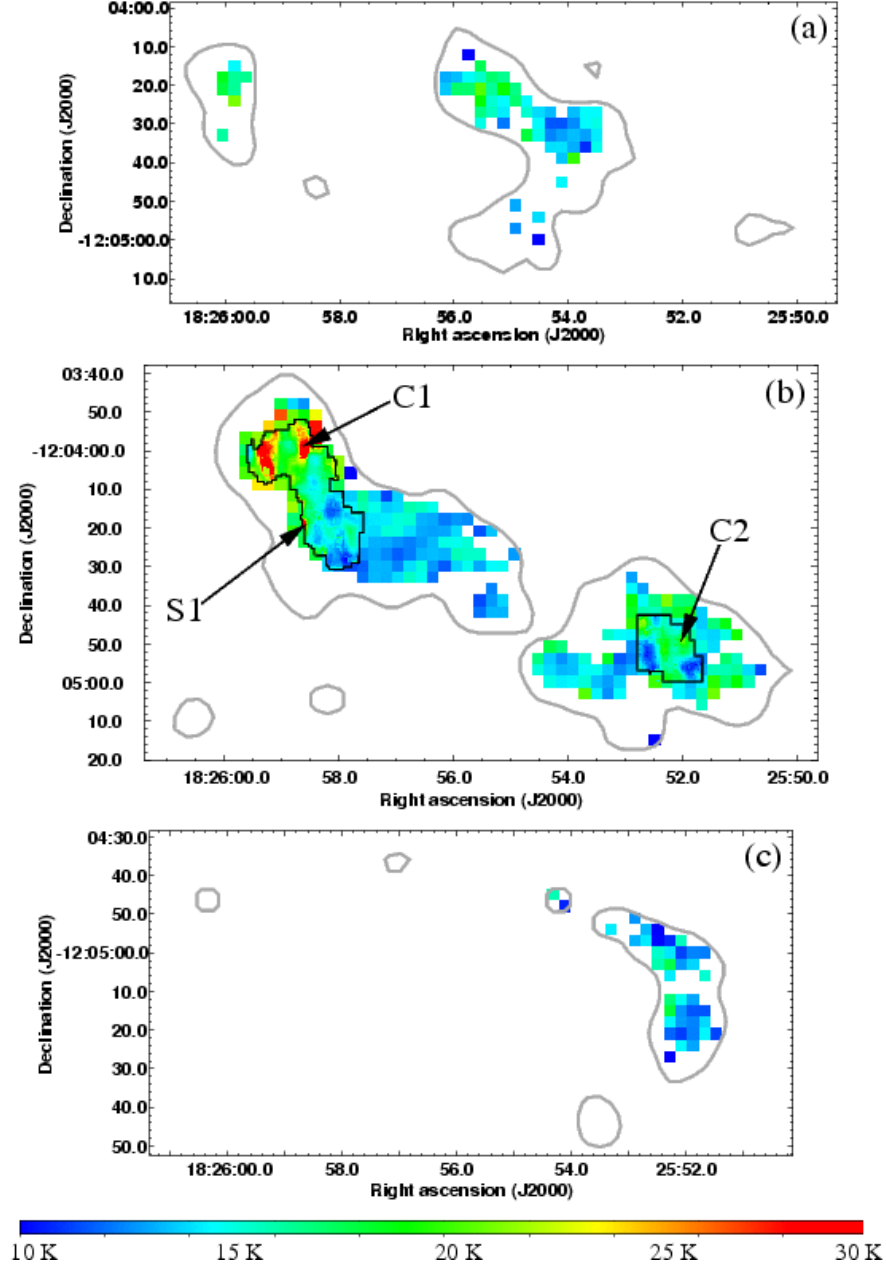 (a)
04:00.0
10.0
20.0
30.0
40.0
50.0
-12:05:00.0
10.0
Declination (J2000)
18:26:00.0 58.0 56.0 54.0 52.0 25:50.0
Right ascension (J2000)
(b)
C1
C2
S1
03:40.0
50.0
-12:04:00.0
10.0
20.0
30.0
40.0
50.0
05:00.0
10.0
20.0
Declination (J2000)
18:26:00.0 58.0 56.0 54.0 52.0 25:50.0
Right ascension (J2000)
(c)
04:30.0
40.0
50.0
-12:05:00.0
10.0
20.0
30.0
40.0
50.0
Declination (J2000)
18:26:00.0 58.0 56.0 54.0 25:52.0
Right ascension (J2000)
10 K 15 K 20 K 25 K 30 K